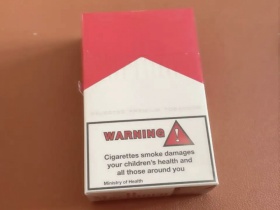 WARNING
Cigarettes smoke damages
your children's health and
all those around you
Ministry of Health